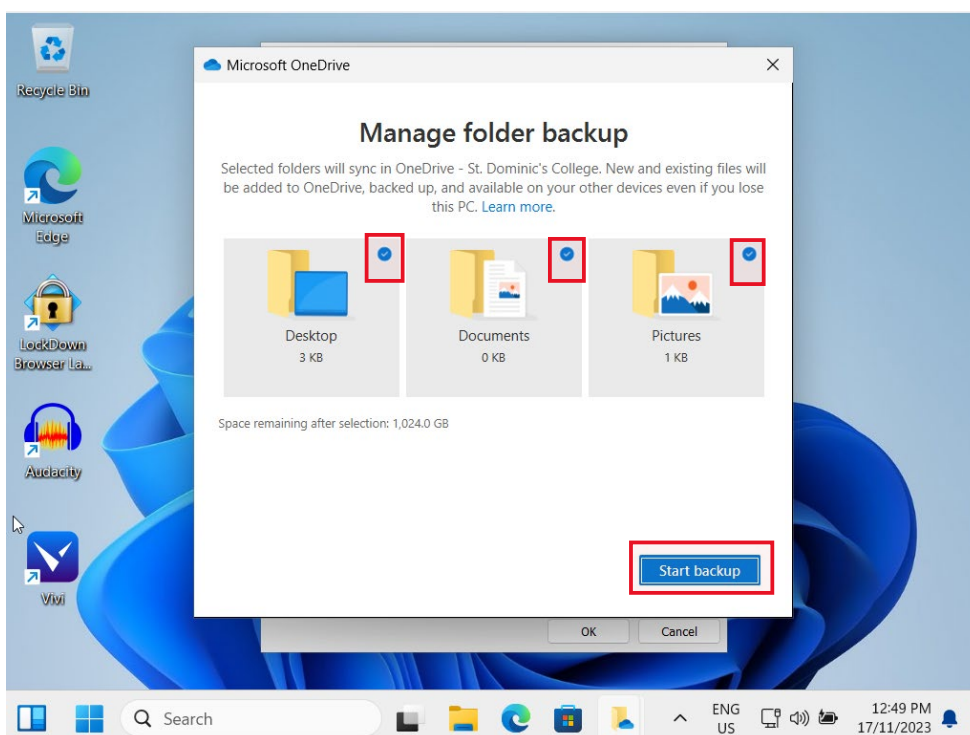 Recycle Bin
Microsoft
Edge
LockDown
Browser La...
Audacity
Vivi
Microsoft OneDrive
Manage folder backup
Selected folders will sync in OneDrive - St. Dominic's College. New and existing files will
be added to OneDrive, backed up, and available on your other devices even if you lose
this PC. Learn more.
Desktop
3 KB
Documents
0 KB
Pictures
1 KB
Space remaining after selection: 1,024.0 GB
Start backup
OK
Cancel
Search
ENG
US
12:49 PM
17/11/2023